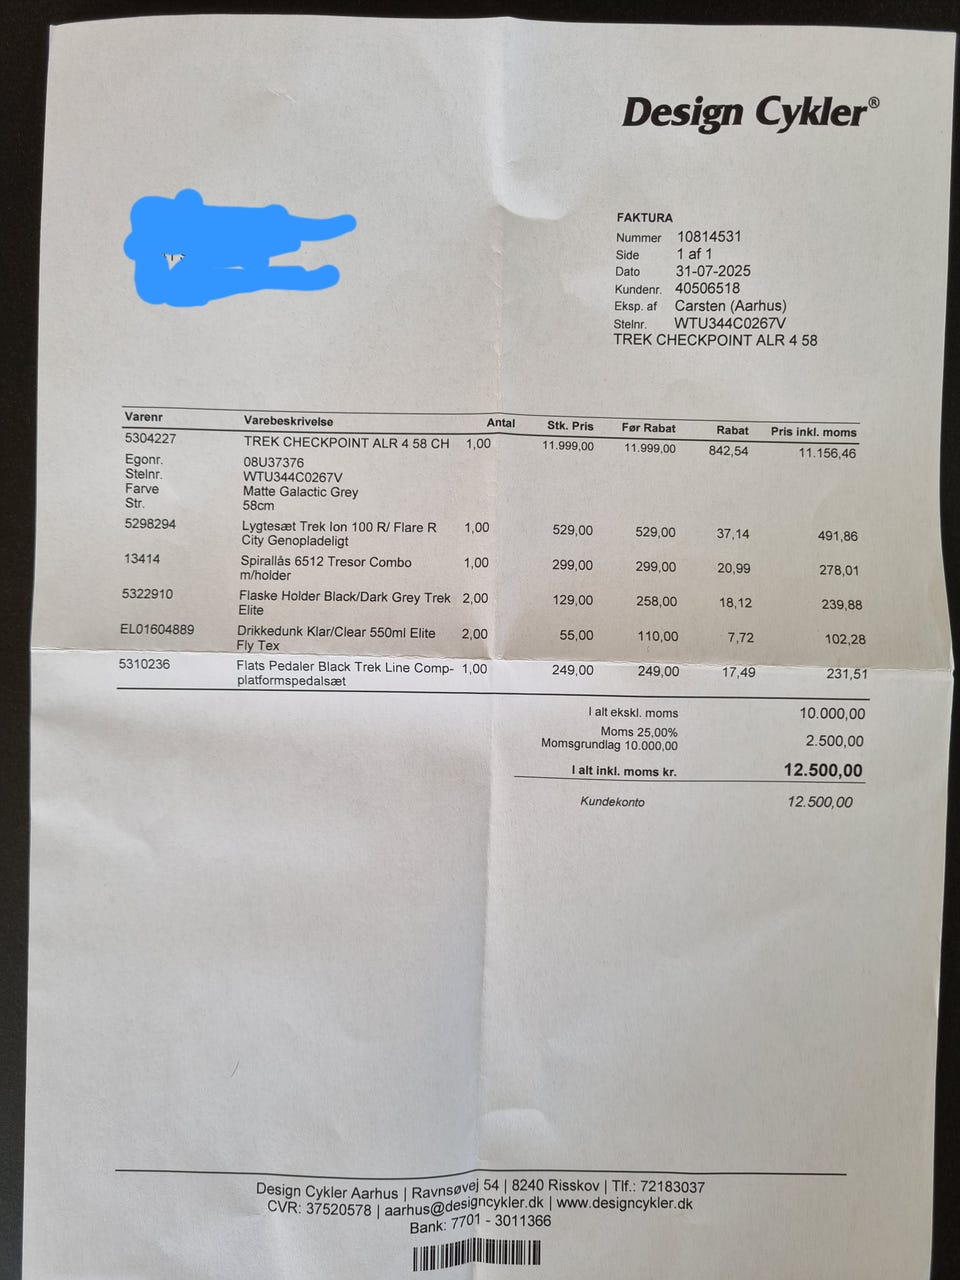 Design Cykler®
FAKTURA
Nummer 10814531
Side 1 af 1
Dato 31-07-2025
Kundenr. 40506518
Eksp. af Carsten (Aarhus)
Stelnr. WTU344C0267V
TREK CHECKPOINT ALR 4 58
Varenr Varebeskrivelse Antal Stk. Pris Før Rabat Rabat Pris inkl. moms
5304227 TREK CHECKPOINT ALR 4 58 CH 1,00 11.999,00 11.999,00 842,54 11.156,46
Egonr. 08U37376
Stelnr. WTU344C0267V
Farve Matte Galactic Grey
Str. 58cm
5298294 Lygtesæt Trek Ion 100 R/ Flare R 1,00 529,00 529,00 37,14 491,86
City Genopladeligt
13414 Spirallås 6512 Tresor Combo 1,00 299,00 299,00 20,99 278,01
m/holder
5322910 Flaske Holder Black/Dark Grey Trek 2,00 129,00 258,00 18,12 239,88
Elite
EL01604889 Drikkedunk Klar/Clear 550ml Elite 2,00 55,00 110,00 7,72 102,28
Fly Tex
5310236 Flats Pedaler Black Trek Line Comp- 1,00 249,00 249,00 17,49 231,51
platformspedalsæt
I alt ekskl. moms 10.000,00
Moms 25,00% 2.500,00
Momsgrundlag 10.000,00
I alt inkl. moms kr. 12.500,00
Kundekonto 12.500,00
Design Cykler Aarhus | Ravnsøvej 54 | 8240 Risskov | Tlf.: 72183037
CVR: 37520578 | aarhus@designcykler.dk | www.designcykler.dk
Bank: 7701 - 3011366